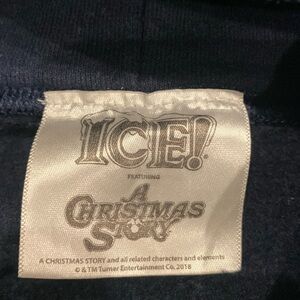 ICE!
FEATURING
A
CHRISTMAS
STORY
A CHRISTMAS STORY and all related characters and elements
© & TM Turner Entertainment Co. 2018